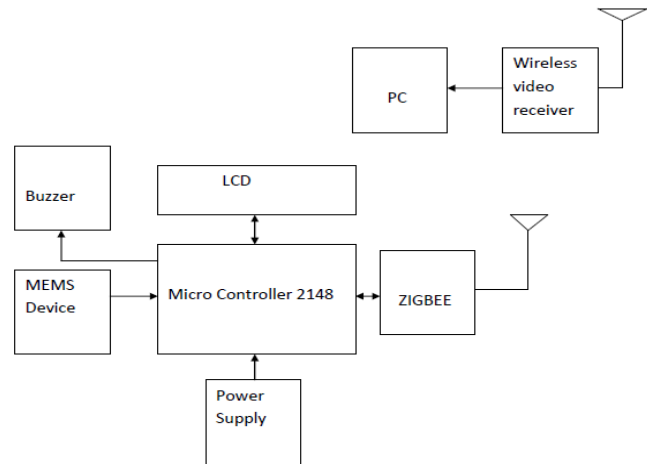 Wireless
video
receiver
PC
LCD
Buzzer
MEMS
Device
Micro Controller 2148
ZIGBEE
Power
Supply